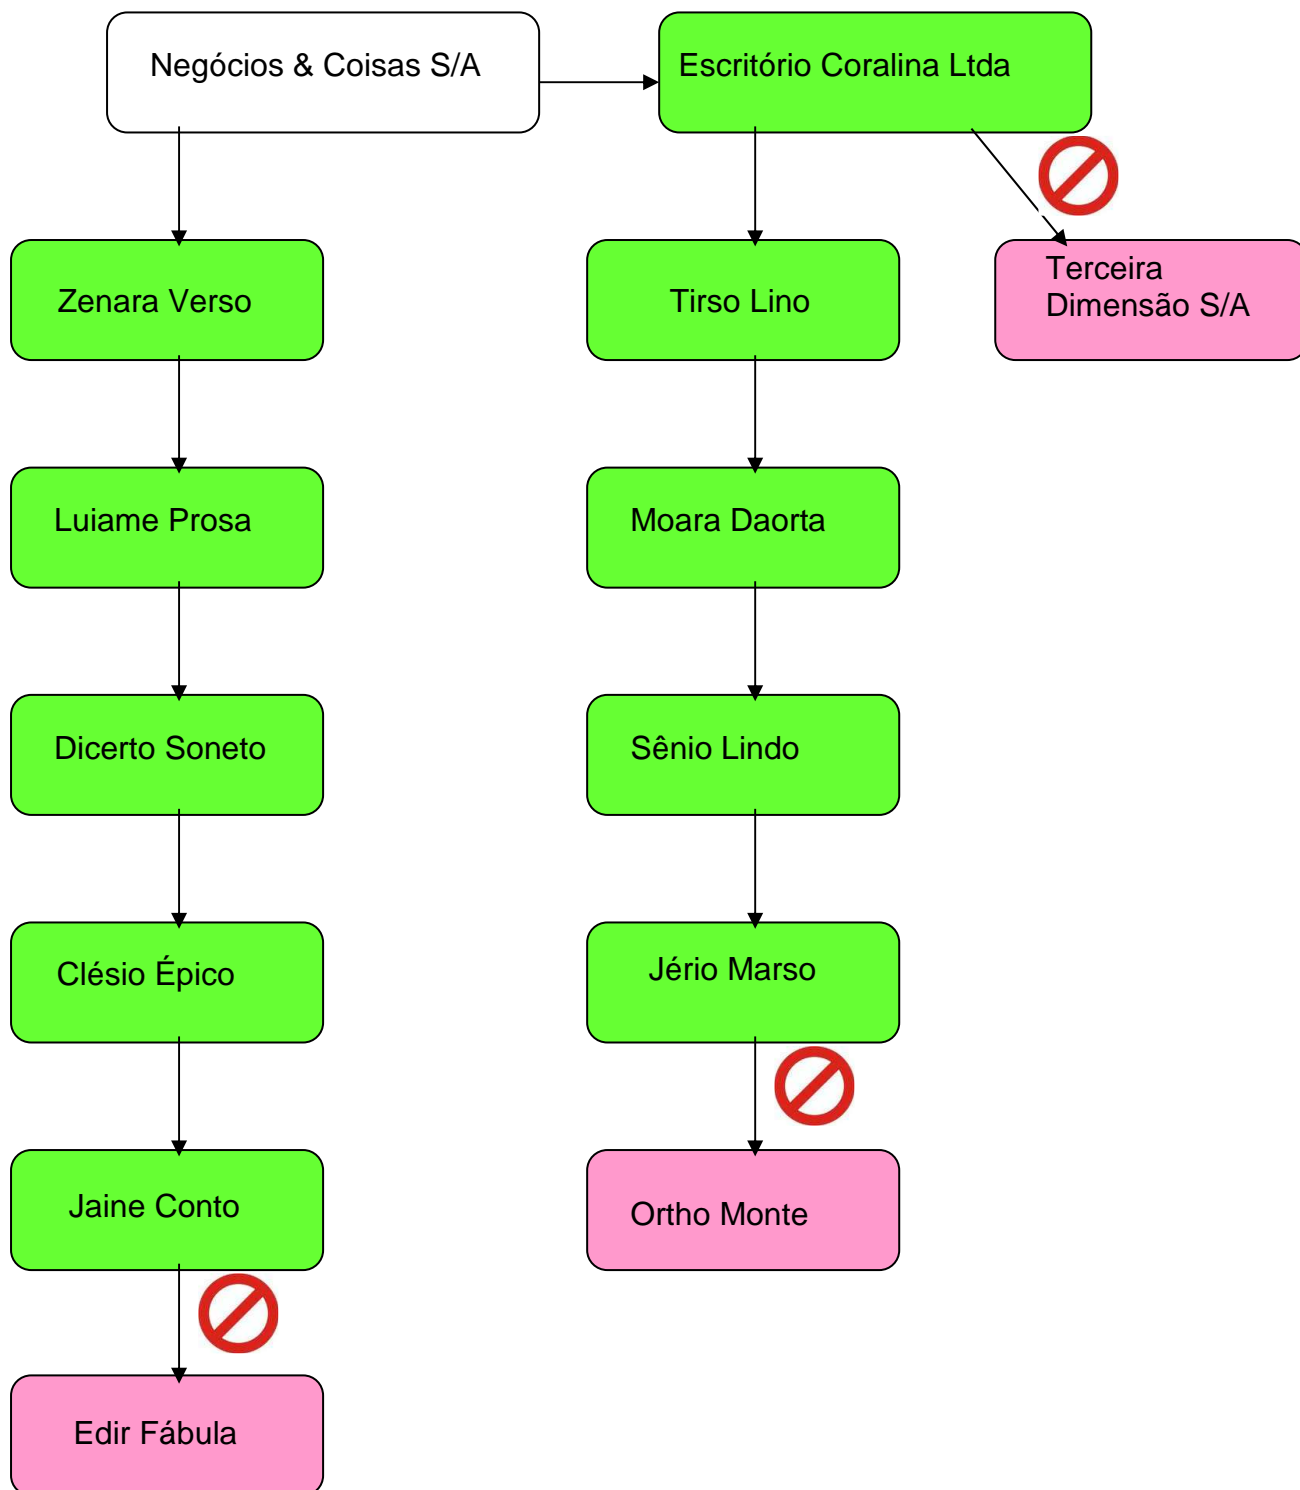 Negócios & Coisas S/A
Escritório Coralina Ltda
Zenara Verso
Tirso Lino
Terceira
Dimensão S/A
Luiame Prosa
Moara Daorta
Dicerto Soneto
Sênio Lindo
Clésio Épico
Jério Marso
Jaine Conto
Ortho Monte
Edir Fábula